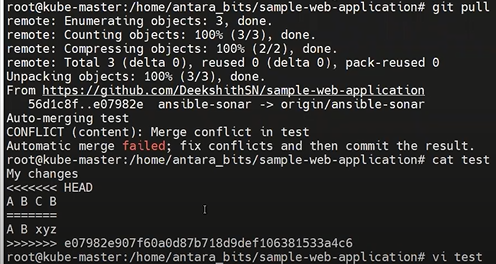 root@kube-master:/home/antara_bits/sample-web-application# git pull
remote: Enumerating objects: 3, done.
remote: Counting objects: 100% (3/3), done.
remote: Compressing objects: 100% (2/2), done.
remote: Total 3 (delta 0), reused 0 (delta 0), pack-reused 0
Unpacking objects: 100% (3/3), done.
From https://github.com/DeekshithSN/sample-web-application
   56d1c8f..e07982e  ansible-sonar -> origin/ansible-sonar
Auto-merging test
CONFLICT (content): Merge conflict in test
Automatic merge failed; fix conflicts and then commit the result.
root@kube-master:/home/antara_bits/sample-web-application# cat test
My changes
<<<<<<< HEAD
A B C B
=======
A B xyz
>>>>>>> e07982e907f60a0d87b718d9def106381533a4c6
root@kube-master:/home/antara_bits/sample-web-application# vi test